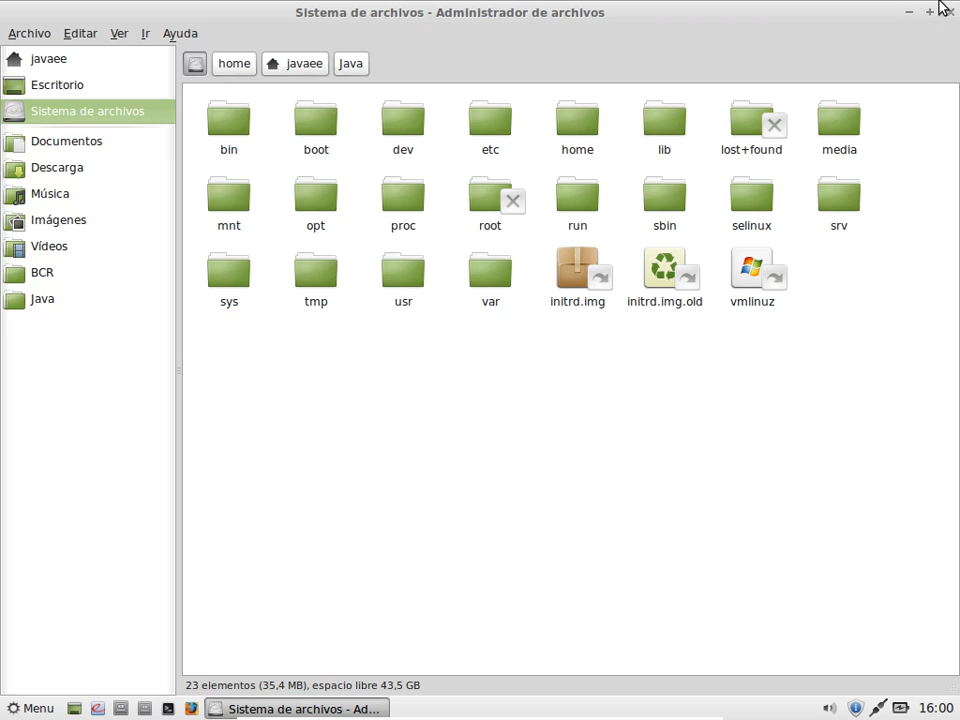 Sistema de archivos - Administrador de archivos
Archivo Editar Ver Ir Ayuda
javaee
Escritorio
Sistema de archivos
Documentos
Descarga
Música
Imágenes
Vídeos
BCR
Java
home javaee Java
bin boot dev etc home lib lost+found media
mnt opt proc root run sbin selinux srv
sys tmp usr var initrd.img initrd.img.old vmlinuz
23 elementos (35,4 MB), espacio libre 43,5 GB
Menu Sistema de archivos - Ad... 16:00